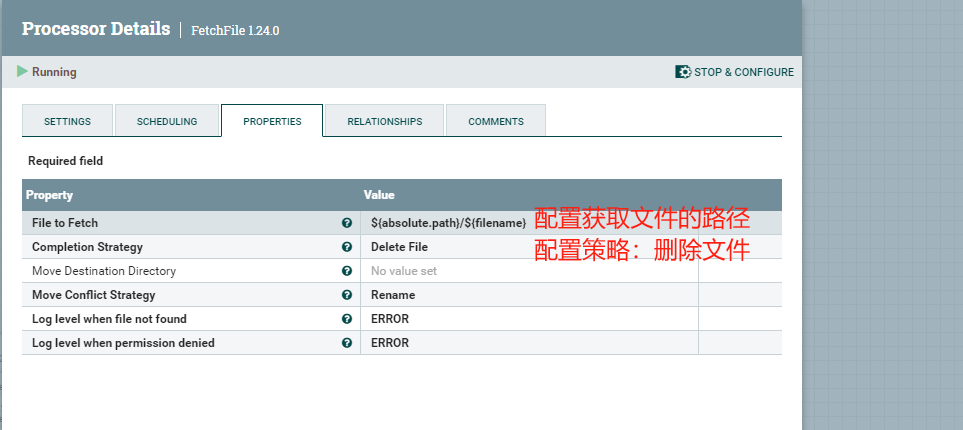 Processor Details | FetchFile 1.24.0
Running
STOP & CONFIGURE
SETTINGS SCHEDULING PROPERTIES RELATIONSHIPS COMMENTS
Required field
Property Value
File to Fetch ${absolute.path}/${filename} 配置获取文件的路径
Completion Strategy Delete File 配置策略：删除文件
Move Destination Directory No value set
Move Conflict Strategy Rename
Log level when file not found ERROR
Log level when permission denied ERROR